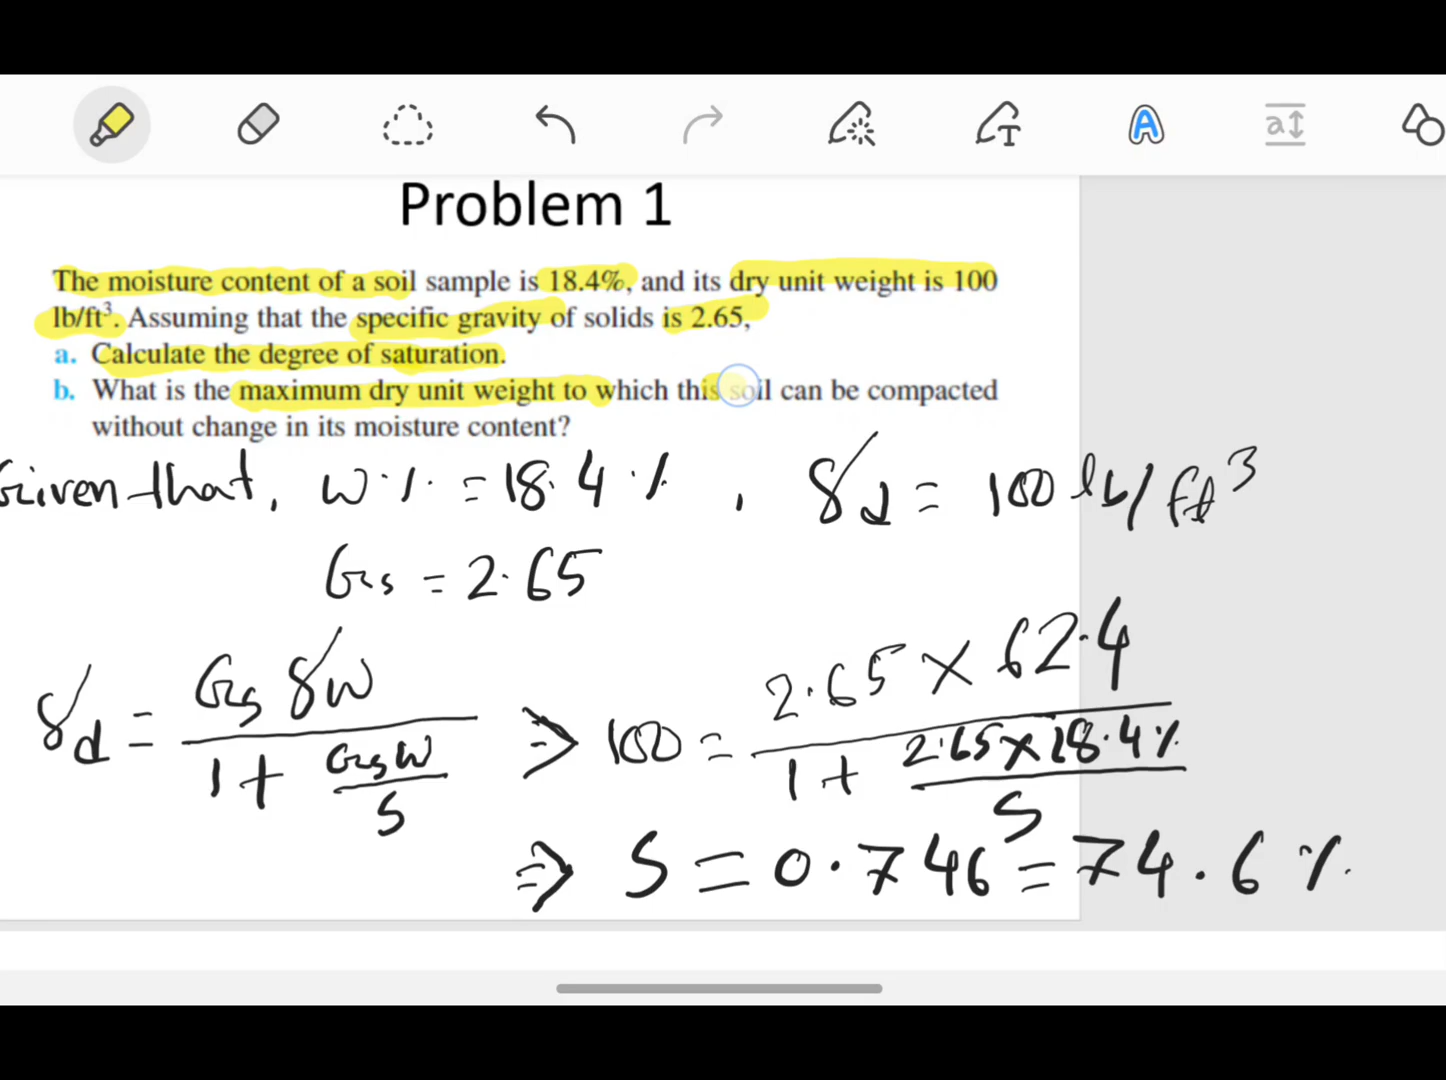 Problem 1
The moisture content of a soil sample is 18.4%, and its dry unit weight is 100
lb/ft³. Assuming that the specific gravity of solids is 2.65,
a. Calculate the degree of saturation.
b. What is the maximum dry unit weight to which this soil can be compacted
without change in its moisture content?
Given that, w% = 18.4%, γd = 100 lb/ft³
Gs = 2.65
γd = Gs γw / (1 + Gs w / S) ⇒ 100 = 2.65 × 62.4 / (1 + 2.65 × 18.4% / S)
⇒ S = 0.746 = 74.6 %.